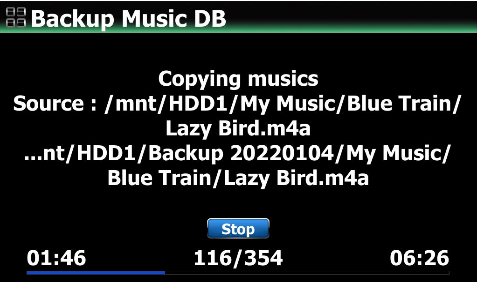 Backup Music DB
Copying musics
Source : /mnt/HDD1/My Music/Blue Train/
Lazy Bird.m4a
...nt/HDD1/Backup 20220104/My Music/
Blue Train/Lazy Bird.m4a
Stop
01:46 116/354 06:26